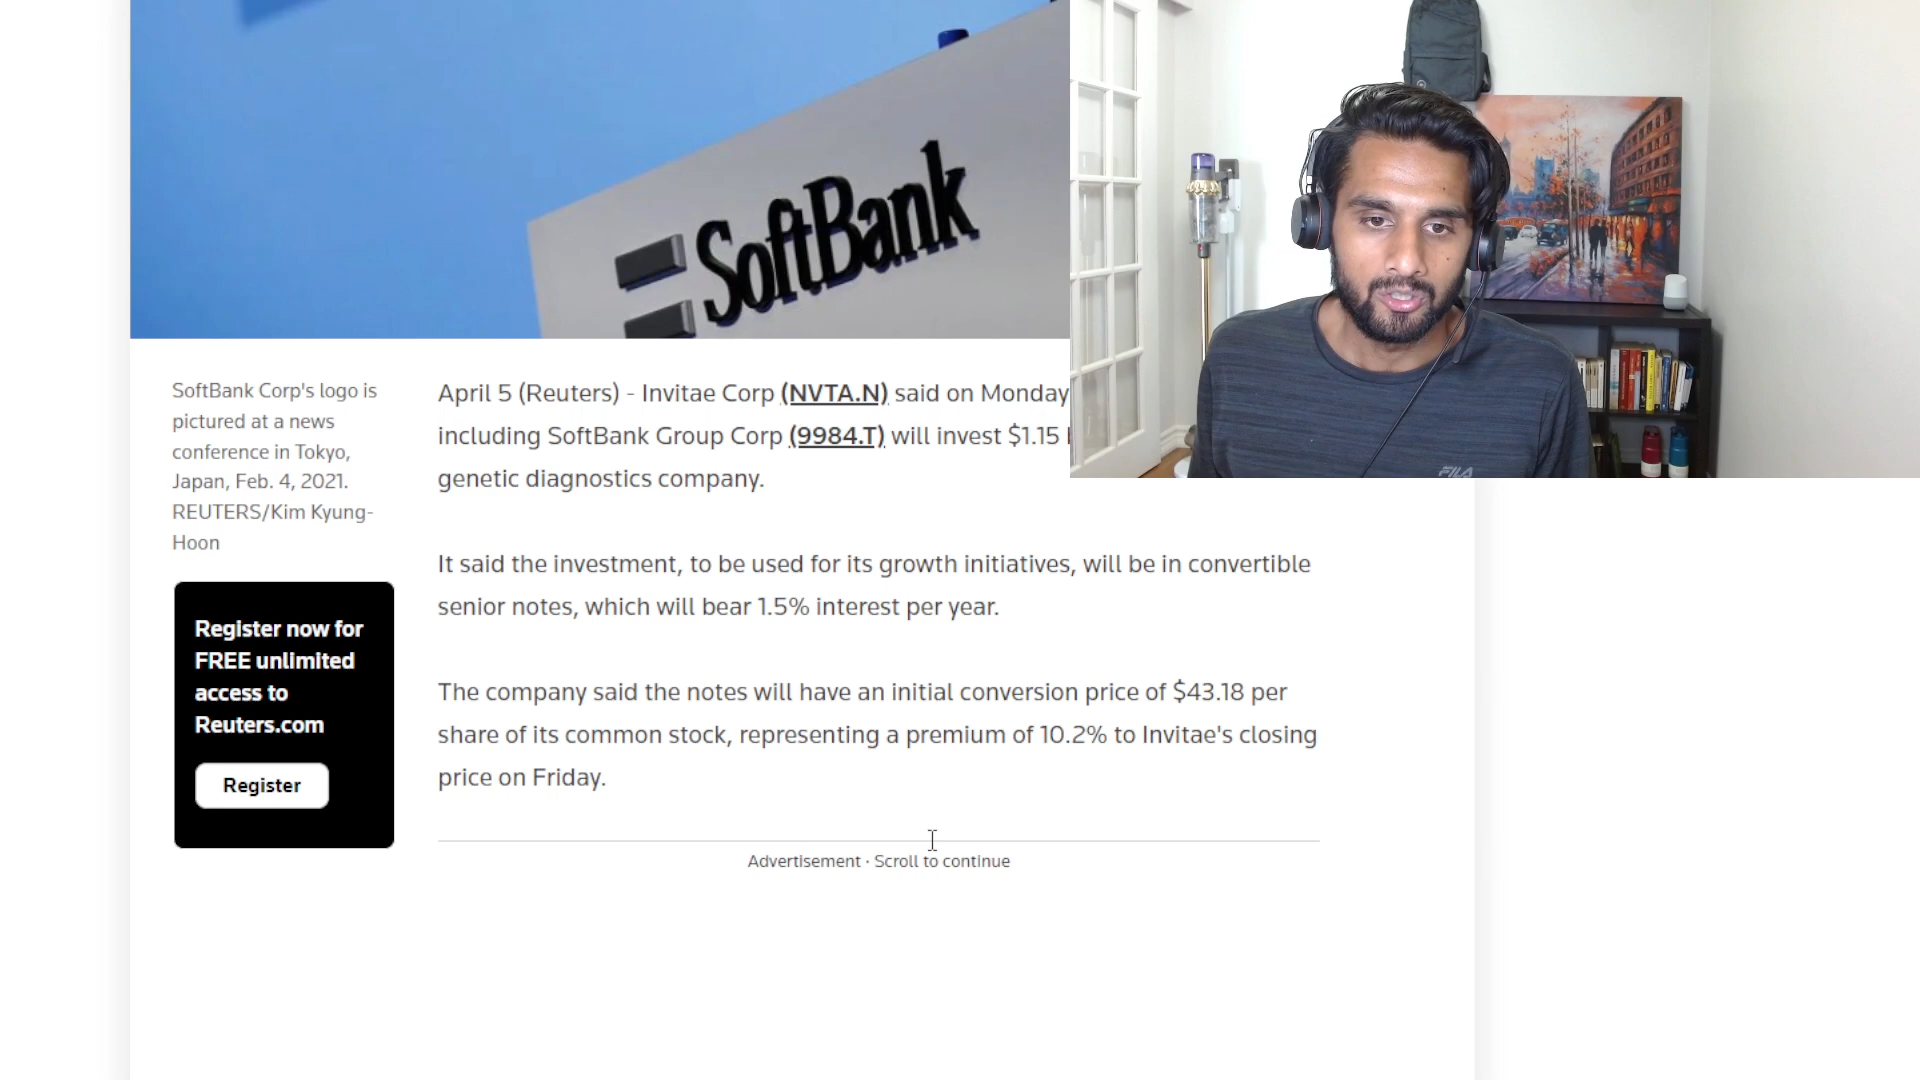 SoftBank
SoftBank Corp's logo is
pictured at a news
conference in Tokyo,
Japan, Feb. 4, 2021.
REUTERS/Kim Kyung-
Hoon
Register now for
FREE unlimited
access to
Reuters.com
Register
April 5 (Reuters) - Invitae Corp (NVTA.N) said on Monday
including SoftBank Group Corp (9984.T) will invest $1.15
genetic diagnostics company.
It said the investment, to be used for its growth initiatives, will be in convertible
senior notes, which will bear 1.5% interest per year.
The company said the notes will have an initial conversion price of $43.18 per
share of its common stock, representing a premium of 10.2% to Invitae's closing
price on Friday.
Advertisement · Scroll to continue
FILA